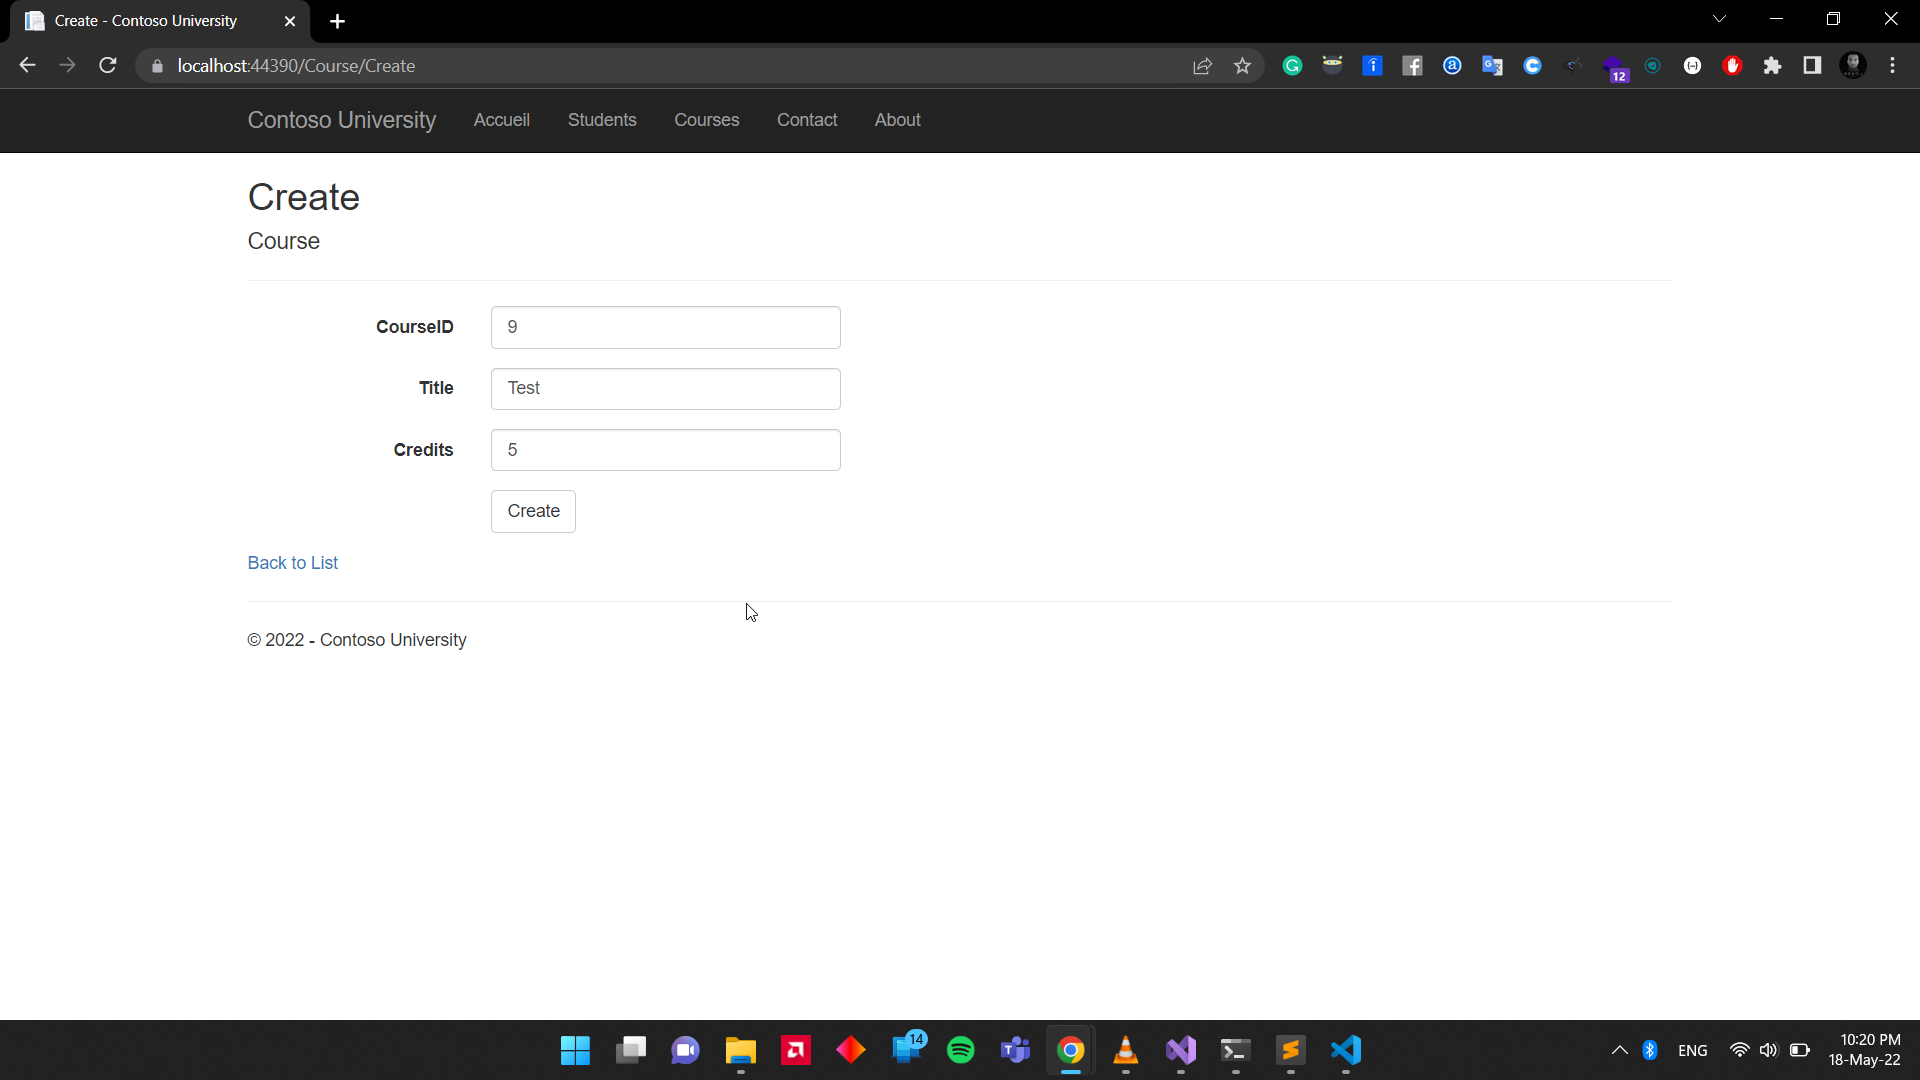 Create - Contoso University
localhost:44390/Course/Create
12
Contoso University Accueil Students Courses Contact About
Create
Course
CourseID 9
Title Test
Credits 5
Create
Back to List
© 2022 - Contoso University
14
ENG
10:20 PM
18-May-22